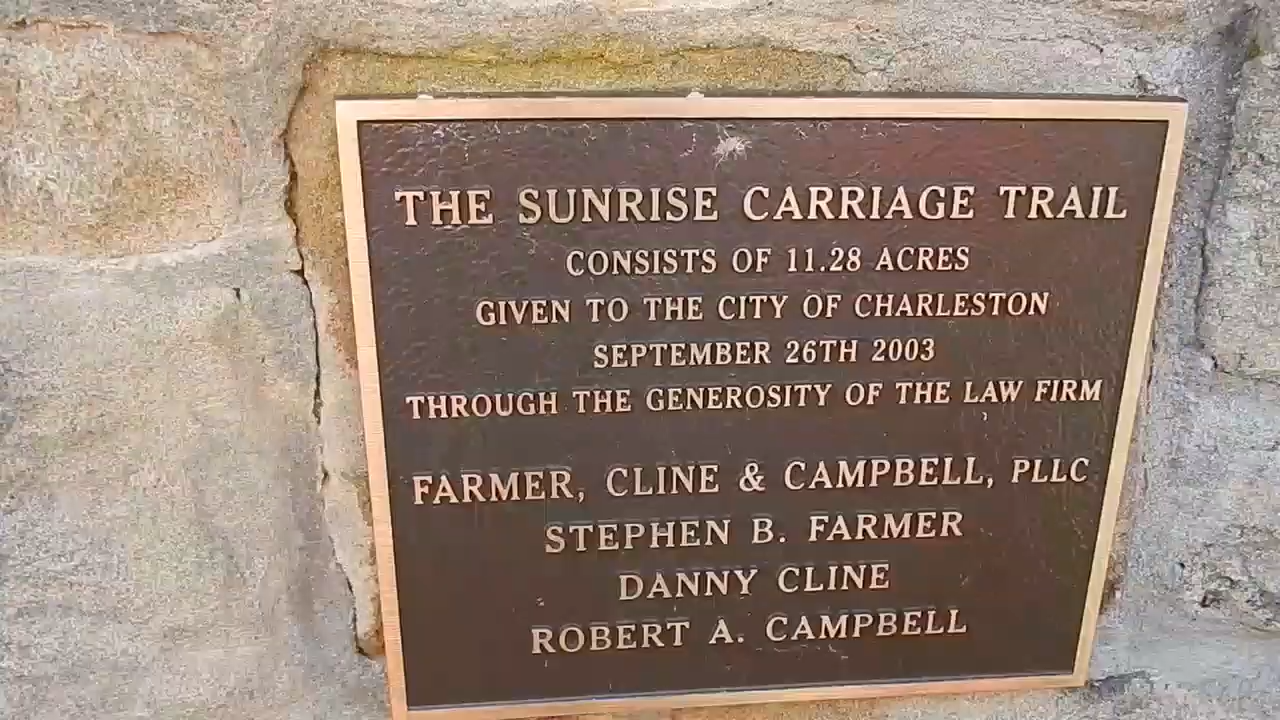 THE SUNRISE CARRIAGE TRAIL
CONSISTS OF 11.28 ACRES
GIVEN TO THE CITY OF CHARLESTON
SEPTEMBER 26TH 2003
THROUGH THE GENEROSITY OF THE LAW FIRM
FARMER, CLINE & CAMPBELL, PLLC
STEPHEN B. FARMER
DANNY CLINE
ROBERT A. CAMPBELL